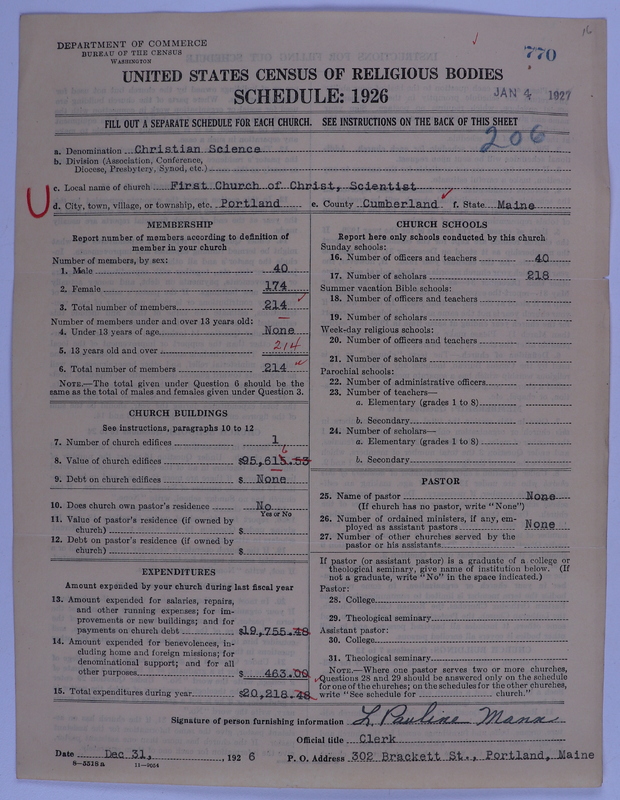 16
DEPARTMENT OF COMMERCE
BUREAU OF THE CENSUS
WASHINGTON
770
UNITED STATES CENSUS OF RELIGIOUS BODIES
SCHEDULE: 1926
JAN 4 1927
FILL OUT A SEPARATE SCHEDULE FOR EACH CHURCH. SEE INSTRUCTIONS ON THE BACK OF THIS SHEET
206
a. Denomination Christian Science
b. Division (Association, Conference,
Diocese, Presbytery, Synod, etc.)
c. Local name of church First Church of Christ, Scientist
d. City, town, village, or township, etc. Portland e. County Cumberland f. State Maine
MEMBERSHIP
Report number of members according to definition of
member in your church
Number of members, by sex:
1. Male 40
2. Female 174
3. Total number of members 214
Number of members under and over 13 years old:
4. Under 13 years of age None
5. 13 years old and over 214
6. Total number of members 214
NOTE.—The total given under Question 6 should be the
same as the total of males and females given under Question 3.
CHURCH BUILDINGS
See instructions, paragraphs 10 to 12
7. Number of church edifices 1
6
8. Value of church edifices $95,615.53
9. Debt on church edifices $ None
10. Does church own pastor's residence No
Yes or No
11. Value of pastor's residence (if owned by
church) $
12. Debt on pastor's residence (if owned by
church) $
EXPENDITURES
Amount expended by your church during last fiscal year
13. Amount expended for salaries, repairs,
and other running expenses; for im-
provements or new buildings; and for
payments on church debt $19,755.48
14. Amount expended for benevolences, in-
cluding home and foreign missions; for
denominational support; and for all
other purposes $ 463.00
15. Total expenditures during year $20,218.48
CHURCH SCHOOLS
Report here only schools conducted by this church
Sunday schools:
16. Number of officers and teachers 40
17. Number of scholars 218
Summer vacation Bible schools:
18. Number of officers and teachers
19. Number of scholars
Week-day religious schools:
20. Number of officers and teachers
21. Number of scholars
Parochial schools:
22. Number of administrative officers
23. Number of teachers—
a. Elementary (grades 1 to 8)
b. Secondary
24. Number of scholars—
a. Elementary (grades 1 to 8)
b. Secondary
PASTOR
25. Name of pastor None
(If church has no pastor, write "None")
26. Number of ordained ministers, if any, em-
ployed as assistant pastors None
27. Number of other churches served by the
pastor or his assistants
If pastor (or assistant pastor) is a graduate of a college or
theological seminary, give name of institution below. (If
not a graduate, write "No" in the space indicated.)
Pastor:
28. College
29. Theological seminary
Assistant pastor:
30. College
31. Theological seminary
NOTE.—Where one pastor serves two or more churches,
Questions 28 and 29 should be answered only on the schedule
for one of the churches; on the schedules for the other churches,
write "See schedule for church."
Signature of person furnishing information L. Pauline Mann
Official title Clerk
Date Dec 31, 1926 P. O. Address 302 Brackett St., Portland, Maine
8—5518 a 11—9054